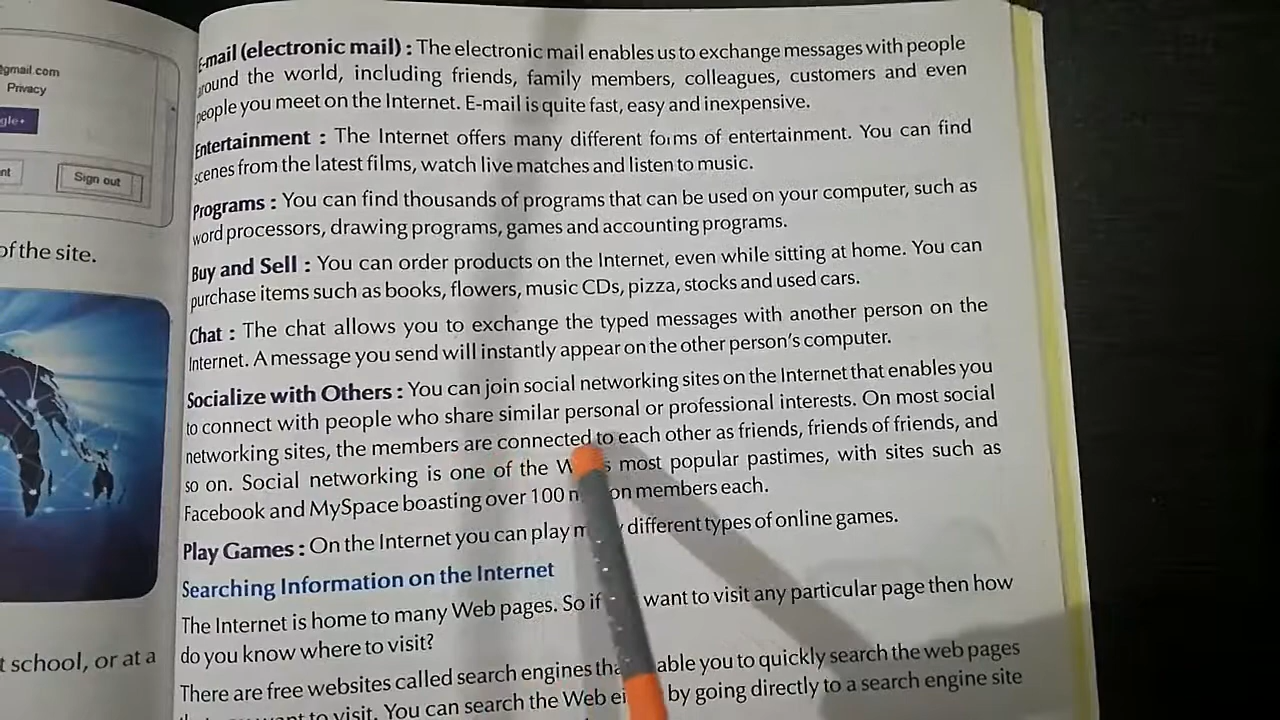 @gmail.com
Privacy
gle+
nt
Sign out
of the site.
t school, or at a
E-mail (electronic mail) : The electronic mail enables us to exchange messages with people
around the world, including friends, family members, colleagues, customers and even
people you meet on the Internet. E-mail is quite fast, easy and inexpensive.
Entertainment : The Internet offers many different forms of entertainment. You can find
scenes from the latest films, watch live matches and listen to music.
Programs : You can find thousands of programs that can be used on your computer, such as
word processors, drawing programs, games and accounting programs.
Buy and Sell : You can order products on the Internet, even while sitting at home. You can
purchase items such as books, flowers, music CDs, pizza, stocks and used cars.
Chat : The chat allows you to exchange the typed messages with another person on the
Internet. A message you send will instantly appear on the other person's computer.
Socialize with Others : You can join social networking sites on the Internet that enables you
to connect with people who share similar personal or professional interests. On most social
networking sites, the members are connected to each other as friends, friends of friends, and
so on. Social networking is one of the most popular pastimes, with sites such as
Facebook and MySpace boasting over 100 members each.
Play Games : On the Internet you can play different types of online games.
Searching Information on the Internet
The Internet is home to many Web pages. So if want to visit any particular page then how
do you know where to visit?
There are free websites called search engines able you to quickly search the web pages
to visit. You can search the Web by going directly to a search engine site